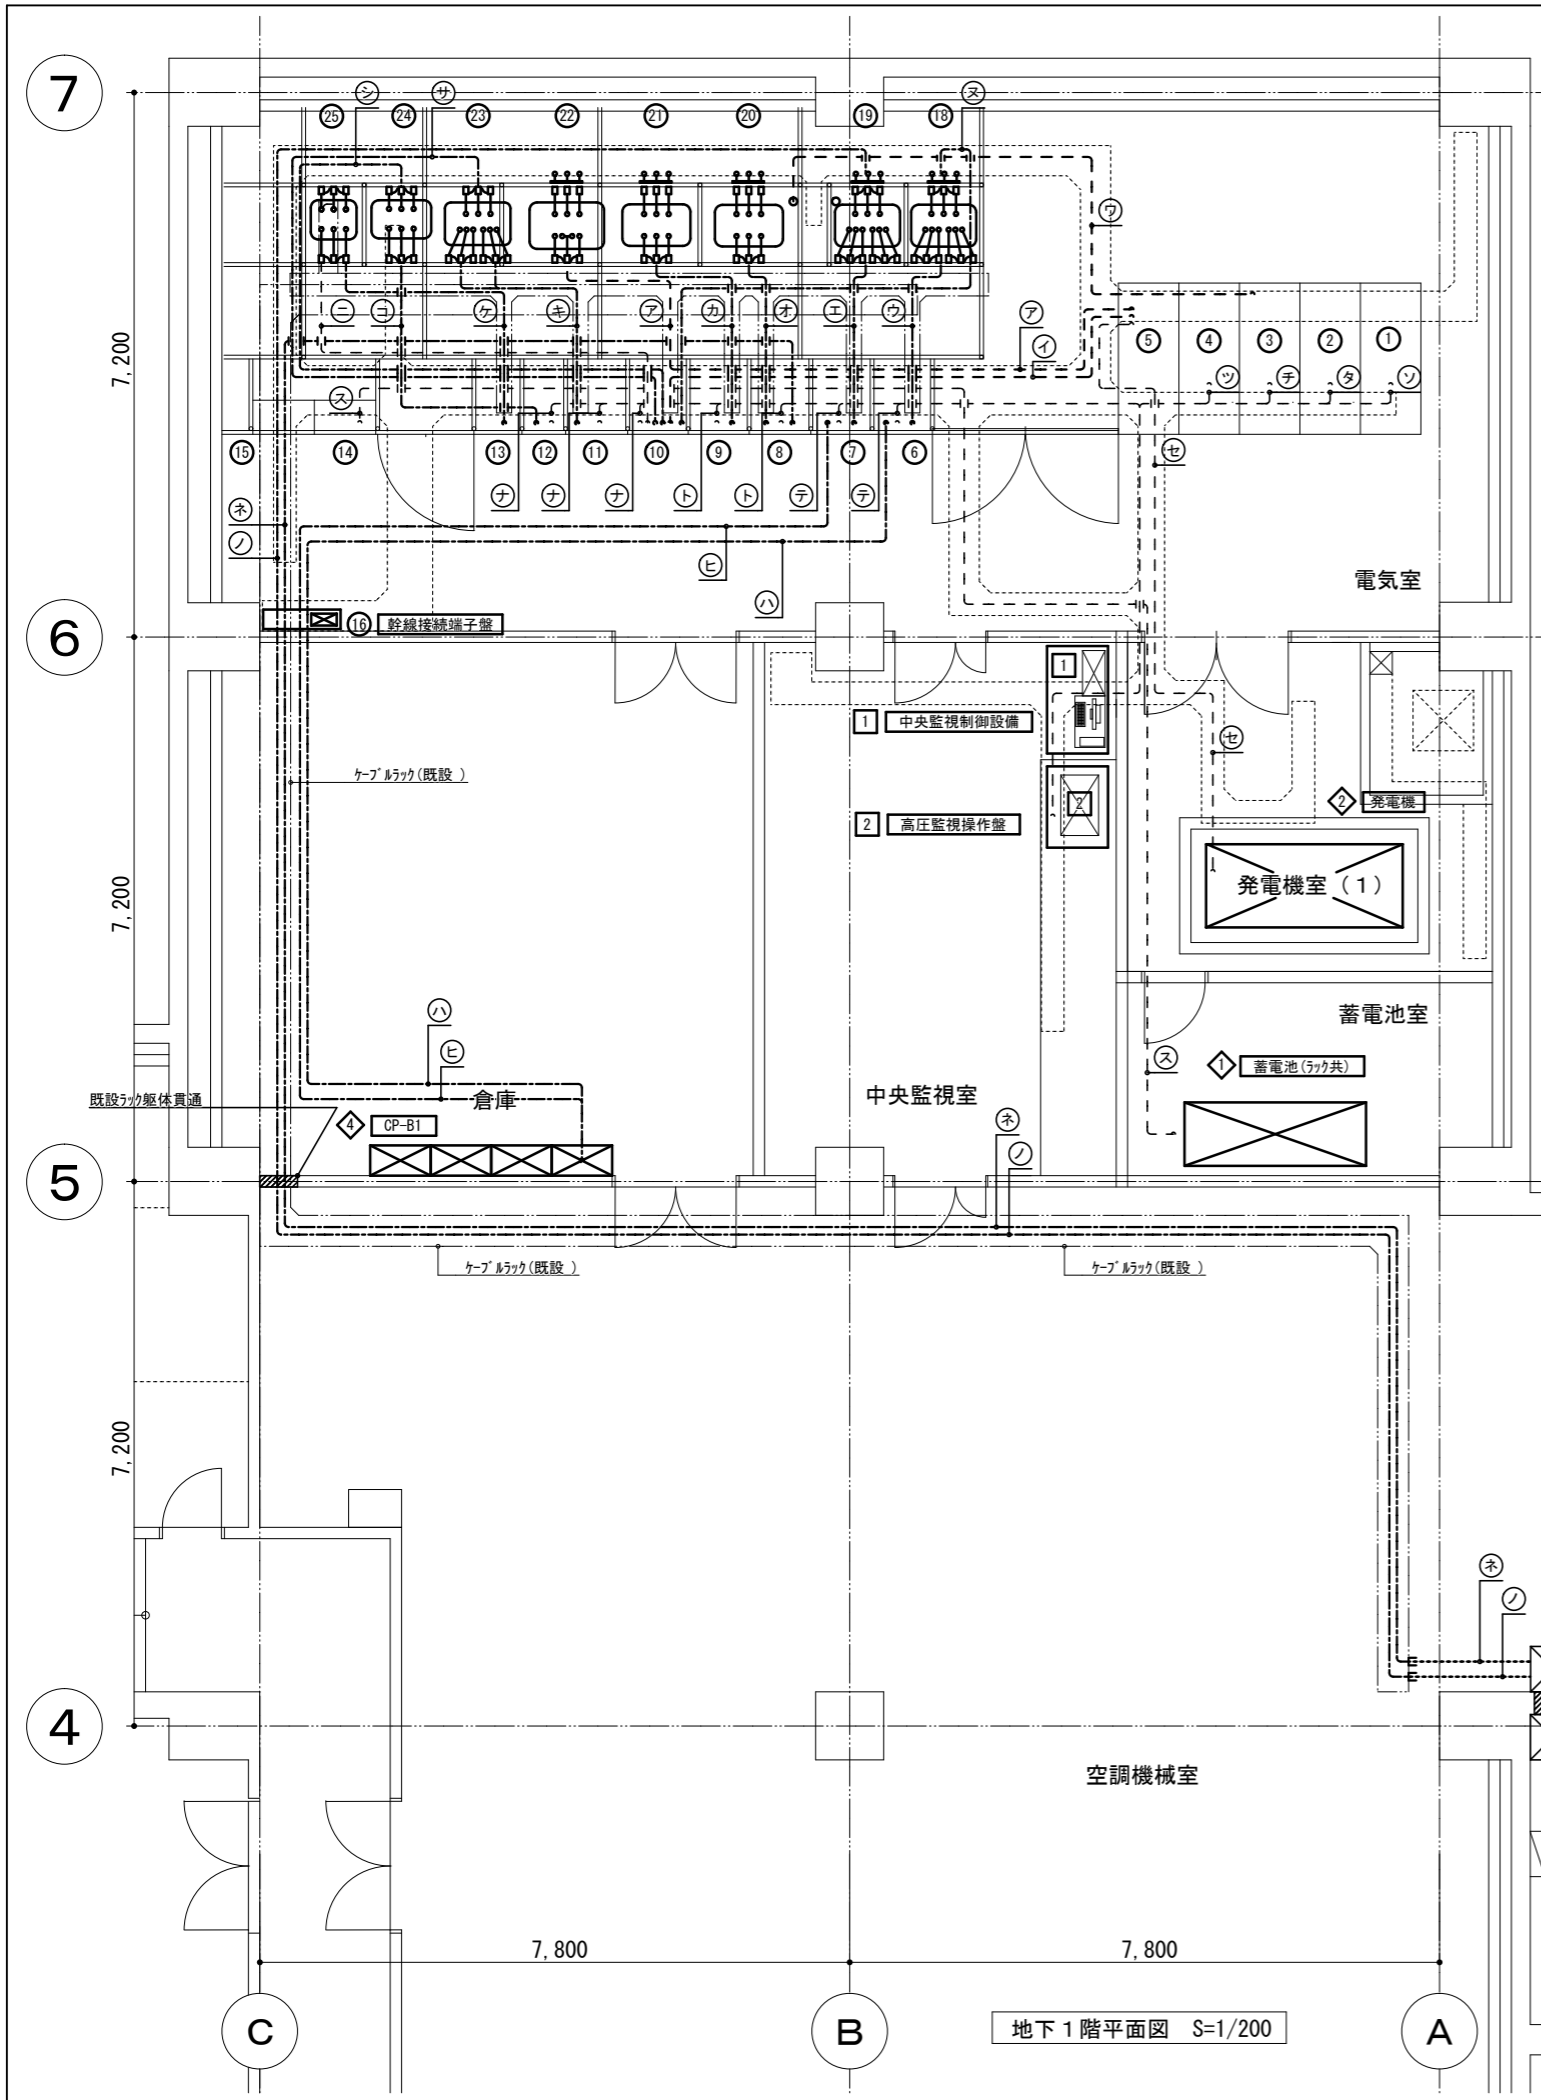 7
㉕ シ ㉔ サ ㉓ ㉒ ㉑ ⑳ ⑲ ⑱ ヌ
ウ
ニ コ ケ キ ア カ オ エ ウ
ア
イ
⑤ ④ ③ ② ①
ツ チ タ ソ
7,200
ス
セ
⑮ ⑭ ⑬ ⑫ ⑪ ⑩ ⑨ ⑧ ⑦ ⑥
ナ ナ ナ ト ト テ テ
ネ
ノ
ヒ
ハ
電気室
6
⑯ 幹線接続端子盤
1
1 中央監視制御設備
セ
ケーブルラック(既設 )
2
2 高圧監視操作盤
2 発電機
発電機室(1)
7,200
蓄電池室
ハ
ヒ
ス
1 蓄電池(ラック共)
既設ラック躯体貫通
倉庫
中央監視室
4 CP-B1
ネ
ノ
5
ケーブルラック(既設 )
ケーブルラック(既設 )
7,200
ネ
ノ
4
空調機械室
7,800
7,800
C
B
A
地下1階平面図 S=1/200